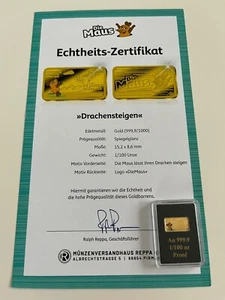 Die
Maus
Echtheits-Zertifikat
»Drachensteigen«
Edelmetall: Gold (999,9/1000)
Prägequalität: Spiegelglanz
Maße: 15,2 x 8,6 mm
Gewicht: 1/100 Unze
Motiv Vorderseite: Die Maus lässt ihren Drachen steigen
Motiv Rückseite: Logo »DieMaus«
Hiermit garantieren wir die Echtheit und
die hohe Prägequalität dieses Goldbarrens.
Ralph Reppa, Geschäftsführer
MÜNZENVERSANDHAUS REPPA
Au 999.9
1/100 oz
Proof